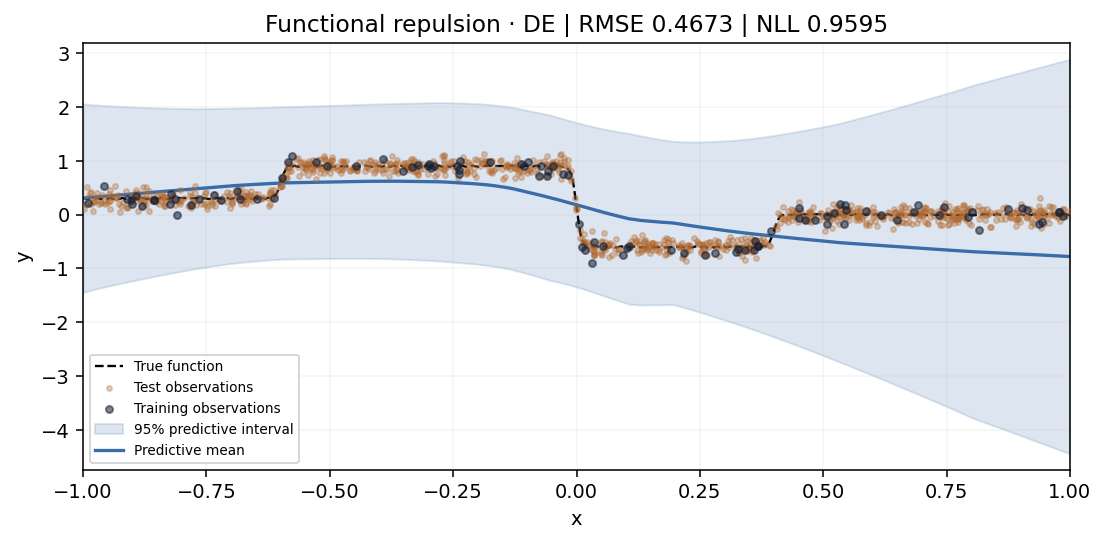 Functional repulsion · DE | RMSE 0.4673 | NLL 0.9595
3
2
1
0
−1
−2
−3
−4
y
True function
Test observations
Training observations
95% predictive interval
Predictive mean
−1.00 −0.75 −0.50 −0.25 0.00 0.25 0.50 0.75 1.00
x